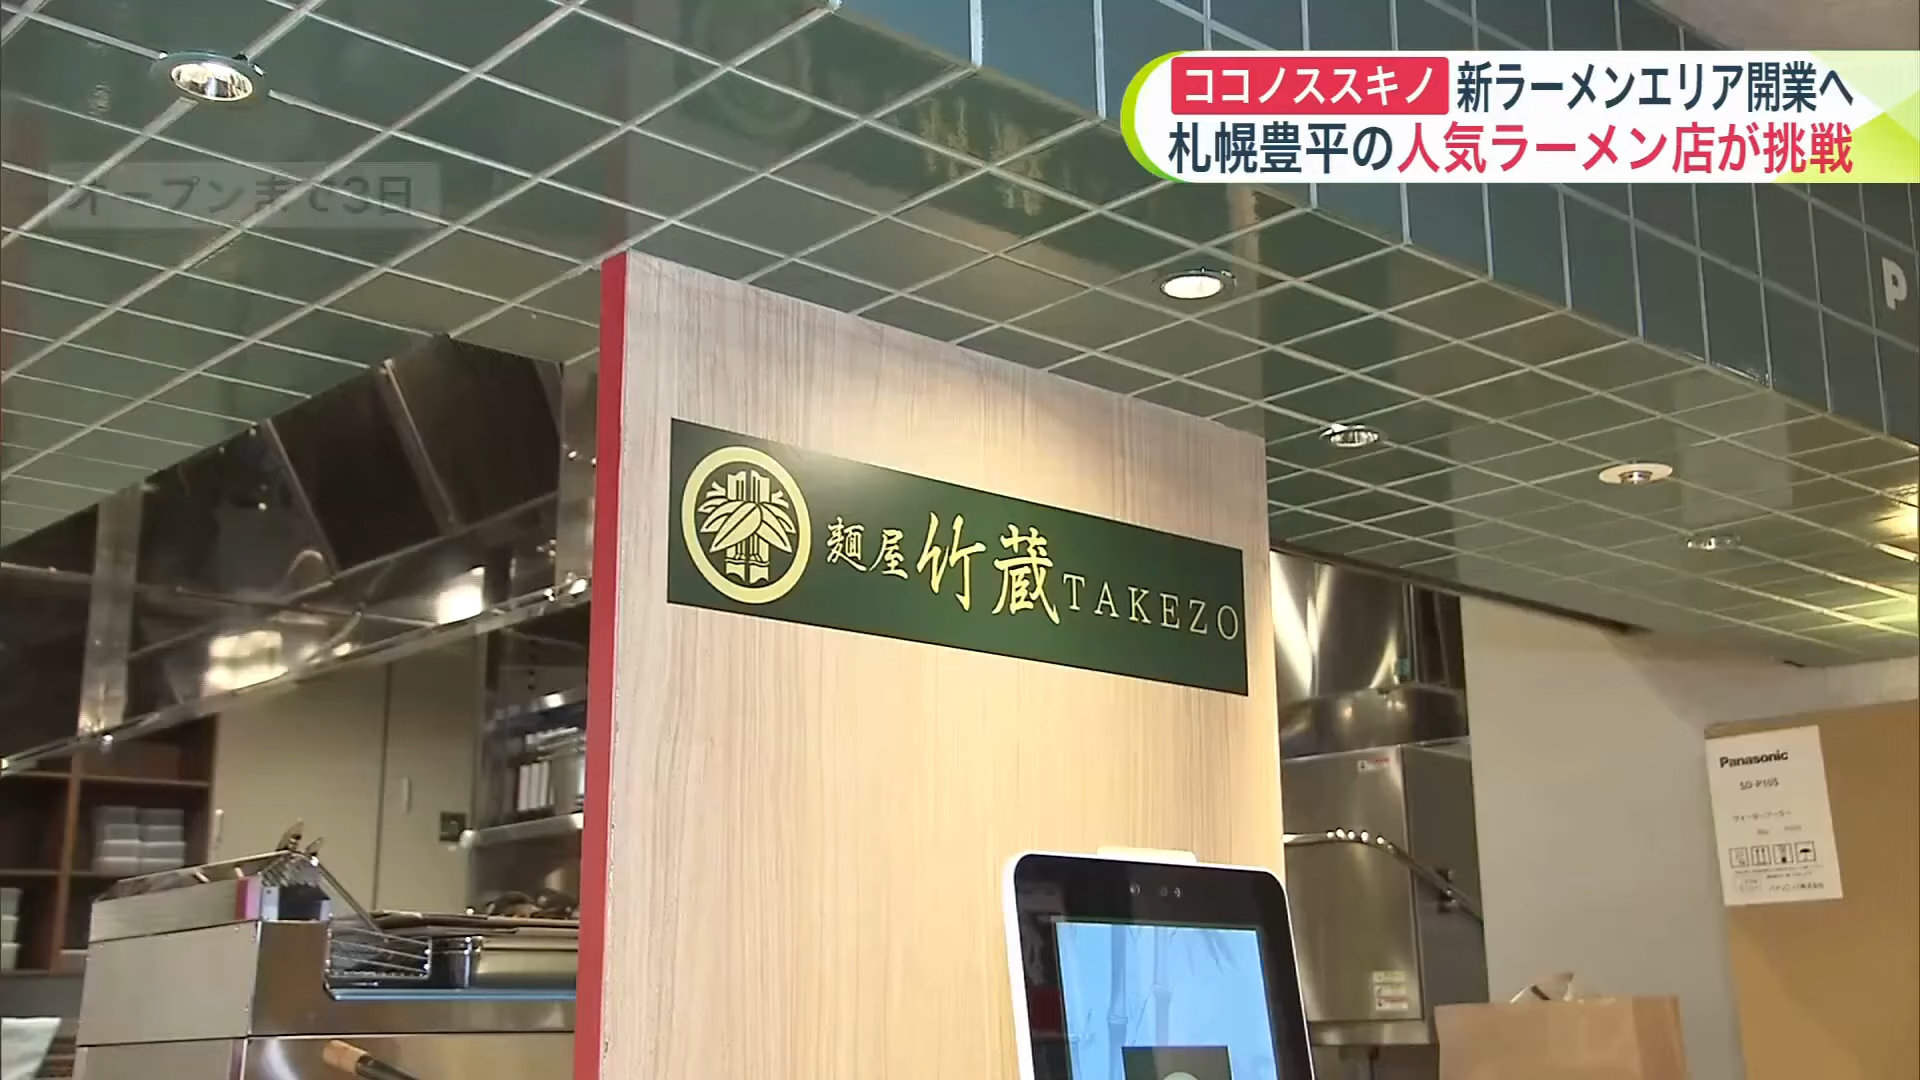 ココノススキノ 新ラーメンエリア開業へ
札幌豊平の人気ラーメン店が挑戦
オープンまで3日
P
麺屋 竹蔵 TAKEZO
Panasonic
SD-P105